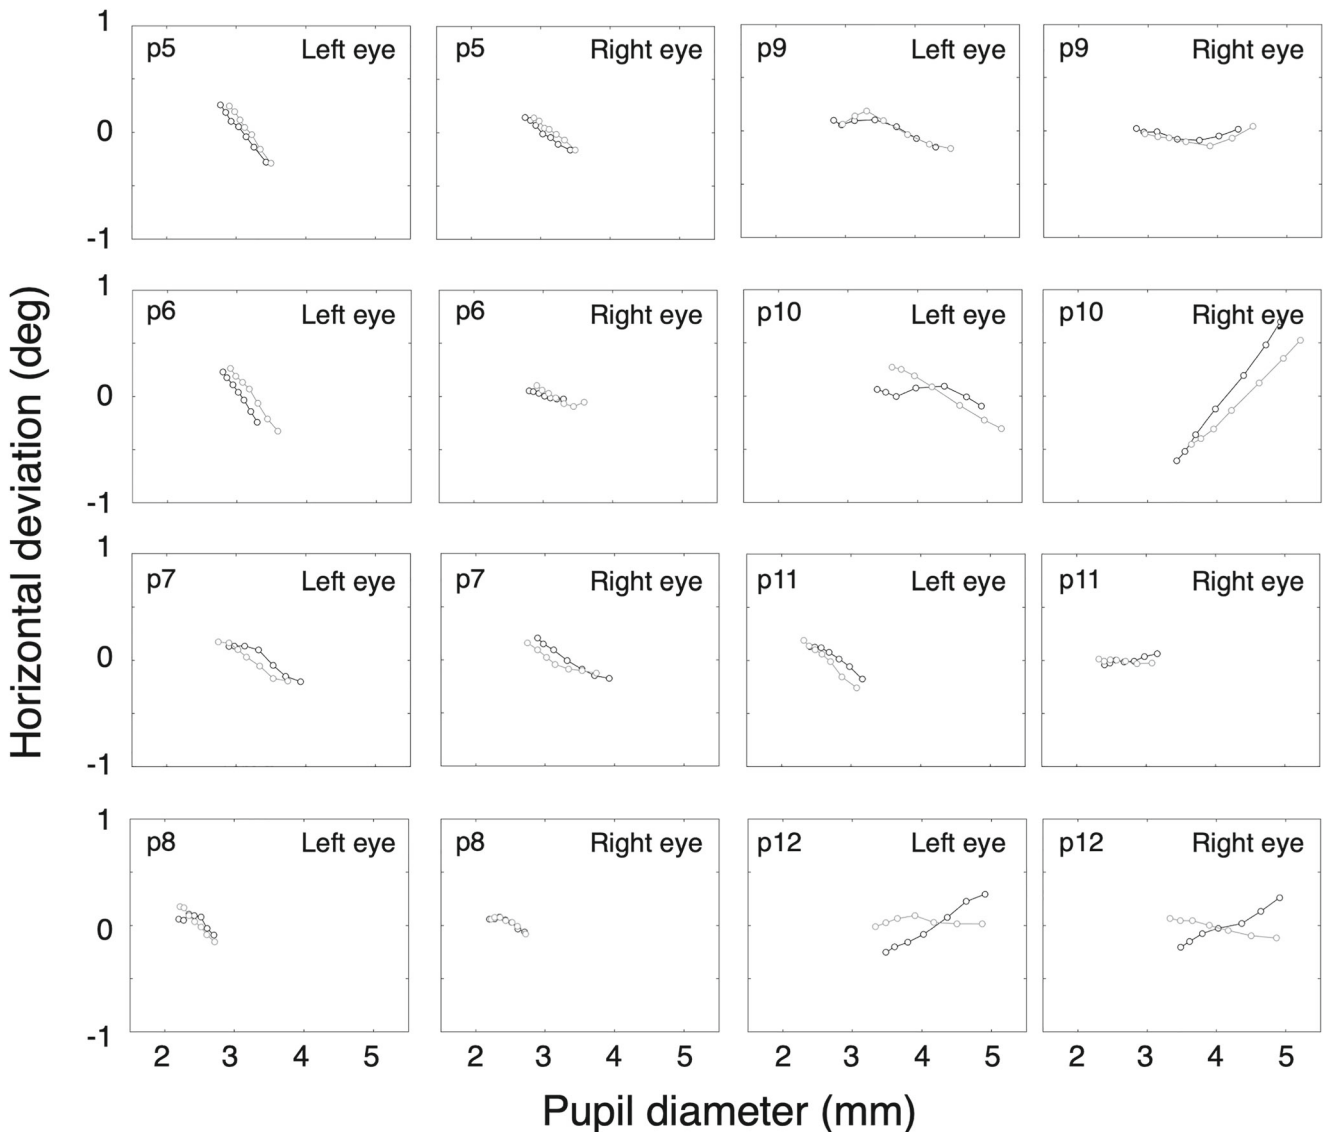 1
p5 Left eye
p5 Right eye
p9 Left eye
p9 Right eye
0
-1
1
p6 Left eye
p6 Right eye
p10 Left eye
p10 Right eye
0
-1
1
p7 Left eye
p7 Right eye
p11 Left eye
p11 Right eye
0
-1
1
p8 Left eye
p8 Right eye
p12 Left eye
p12 Right eye
0
-1
2 3 5
2 3 4 5
2 3 4 5
2 3 4 5
Horizontal deviation (deg)
Pupil diameter (mm)